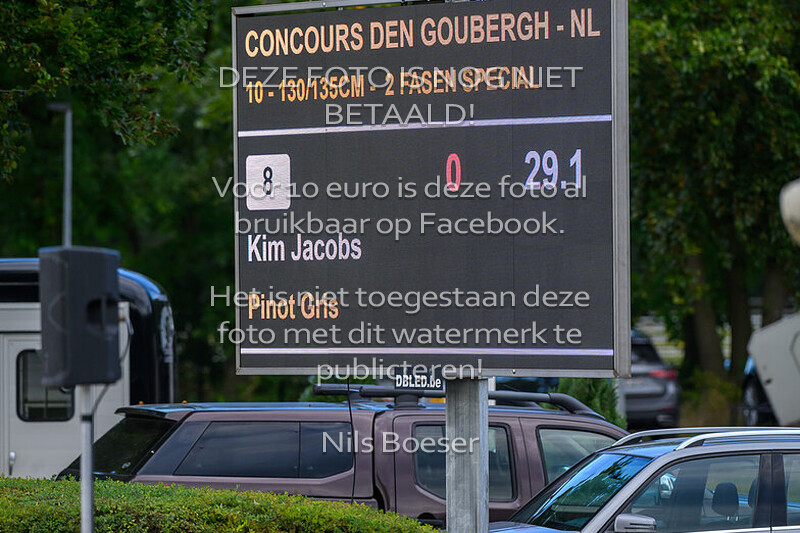 CONCOURS DEN GOUBERGH - NL
DEZE FOTO IS NOG NIET
10 - 130/135CM - 2 FASEN SPECIAL
BETAALD!
8 0 29.1
Voor 10 euro is deze foto al
bruikbaar op Facebook.
Kim Jacobs
Het is niet toegestaan deze
Pinot Gris
foto met dit watermerk te
publiceren!
DBLED.be
Nils Boeser